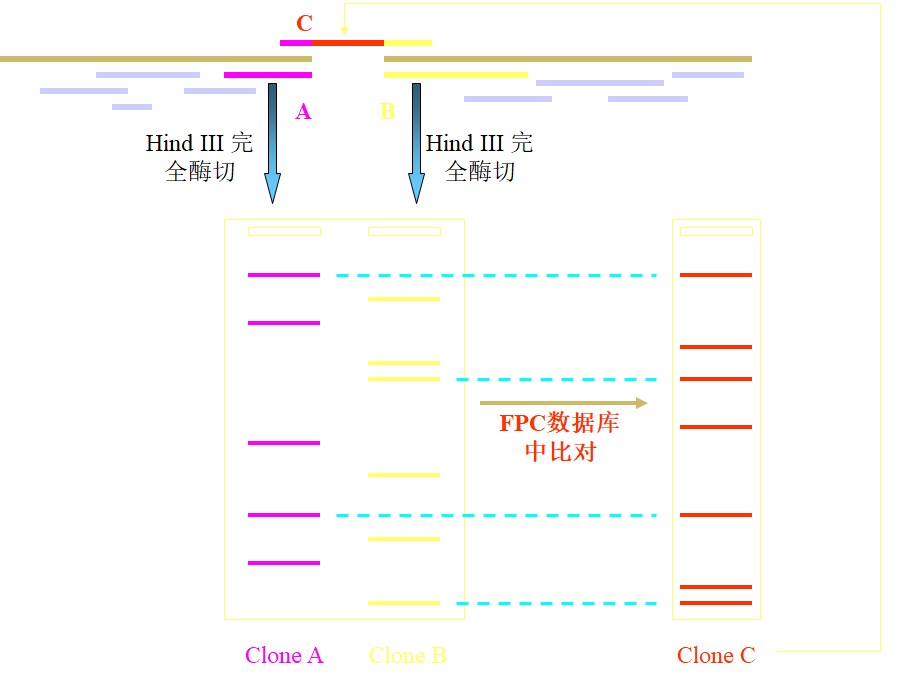 C
A
B
Hind III 完
全酶切
Hind III 完
全酶切
FPC数据库
中比对
Clone A
Clone B
Clone C